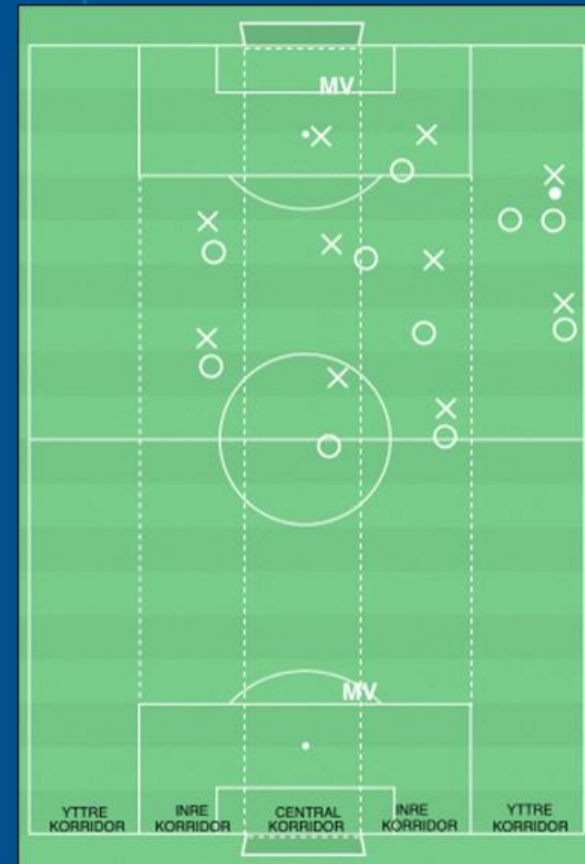 MV
MV
YTTRE
KORRIDOR
INRE
KORRIDOR
CENTRAL
KORRIDOR
INRE
KORRIDOR
YTTRE
KORRIDOR